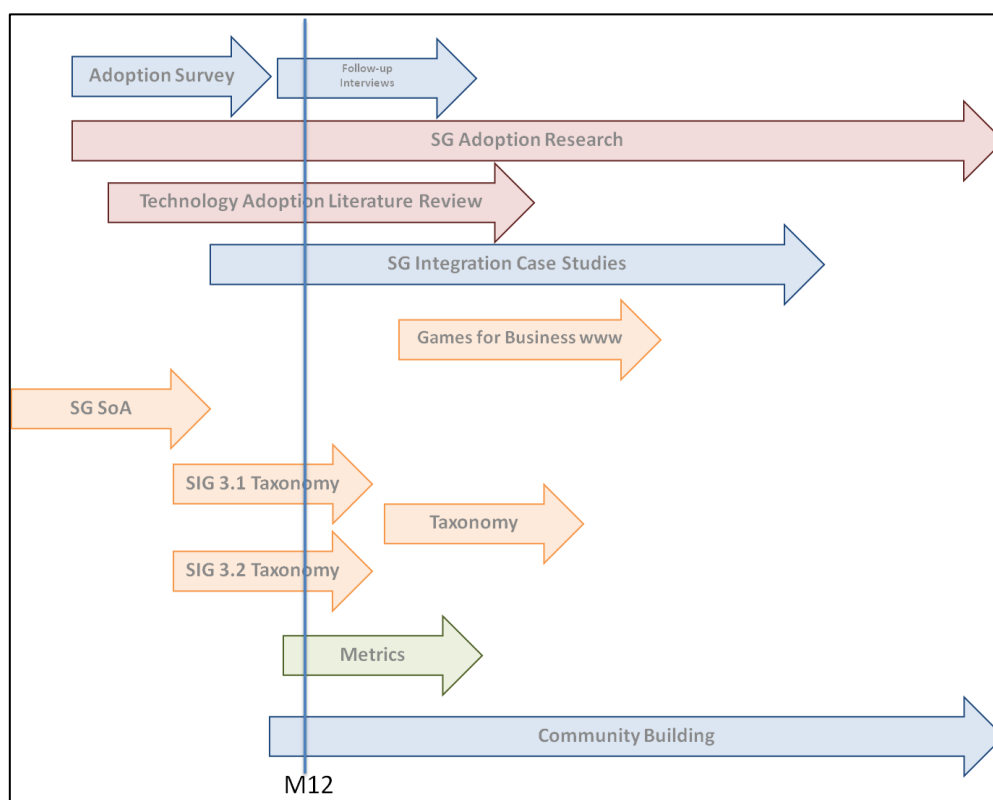 Adoption Survey
Follow-up
Interviews
SG Adoption Research
Technology Adoption Literature Review
SG Integration Case Studies
Games for Business www
SG SoA
SIG 3.1 Taxonomy
Taxonomy
SIG 3.2 Taxonomy
Metrics
Community Building
M12